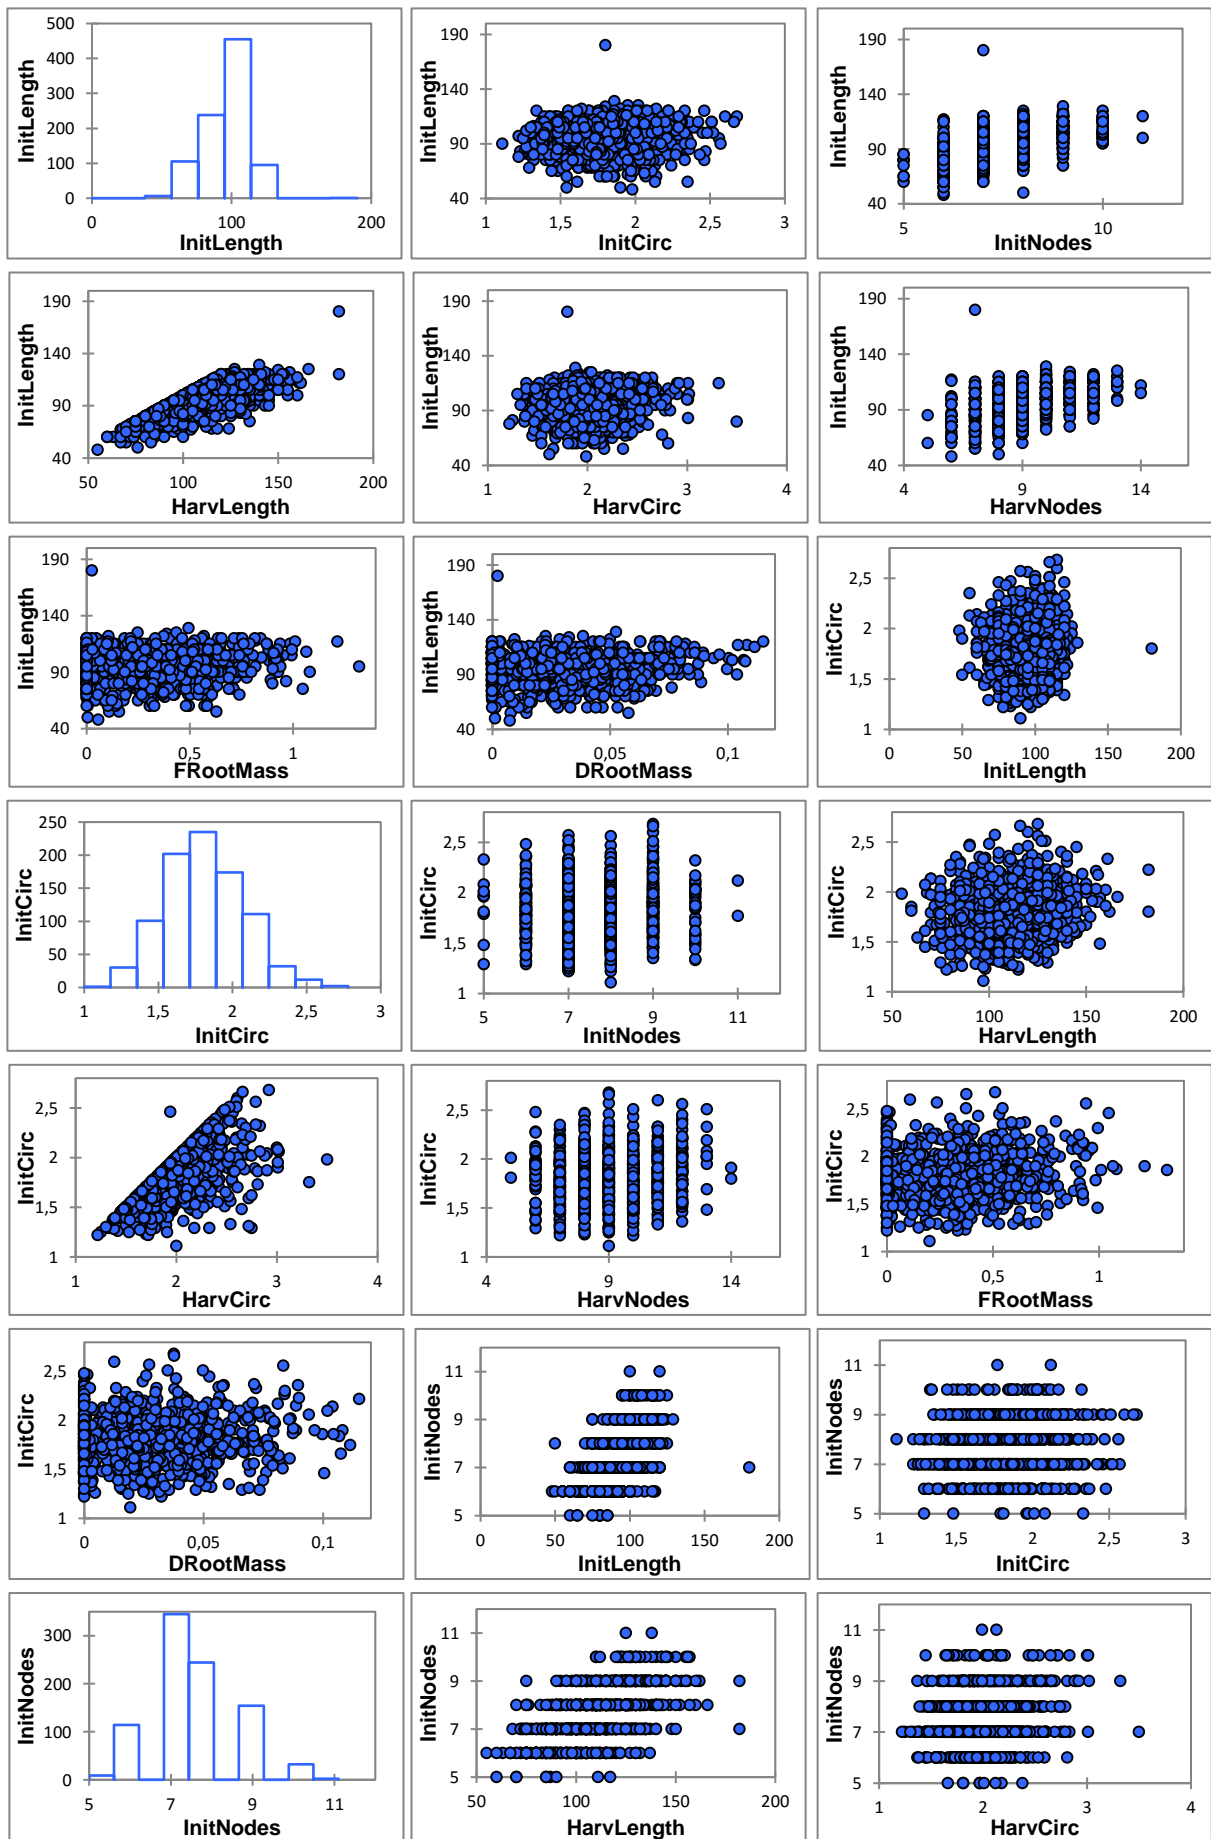 InitLength
500
400
300
200
100
0
0 100 200
InitLength
InitLength
190
140
90
40
1 1,5 2 2,5 3
InitCirc
InitLength
190
140
90
40
5 10
InitNodes
InitLength
190
140
90
40
50 100 150 200
HarvLength
InitLength
190
140
90
40
1 2 3 4
HarvCirc
InitLength
190
140
90
40
4 9 14
HarvNodes
InitLength
190
140
90
40
0 0,5 1
FRootMass
InitLength
190
140
90
40
0 0,05 0,1
DRootMass
InitCirc
2,5
2
1,5
1
0 50 100 150 200
InitLength
InitCirc
250
200
150
100
50
0
1 1,5 2 2,5 3
InitCirc
InitCirc
2,5
2
1,5
1
5 7 9 11
InitNodes
InitCirc
2,5
2
1,5
1
50 100 150 200
HarvLength
InitCirc
2,5
2
1,5
1
1 2 3 4
HarvCirc
InitCirc
2,5
2
1,5
1
4 9 14
HarvNodes
InitCirc
2,5
2
1,5
1
0 0,5 1
FRootMass
InitCirc
2,5
2
1,5
1
0 0,05 0,1
DRootMass
InitNodes
11
9
7
5
0 50 100 150 200
InitLength
InitNodes
11
9
7
5
1 1,5 2 2,5 3
InitCirc
InitNodes
300
200
100
0
5 7 9 11
InitNodes
InitNodes
11
9
7
5
50 100 150 200
HarvLength
InitNodes
11
9
7
5
1 2 3 4
HarvCirc